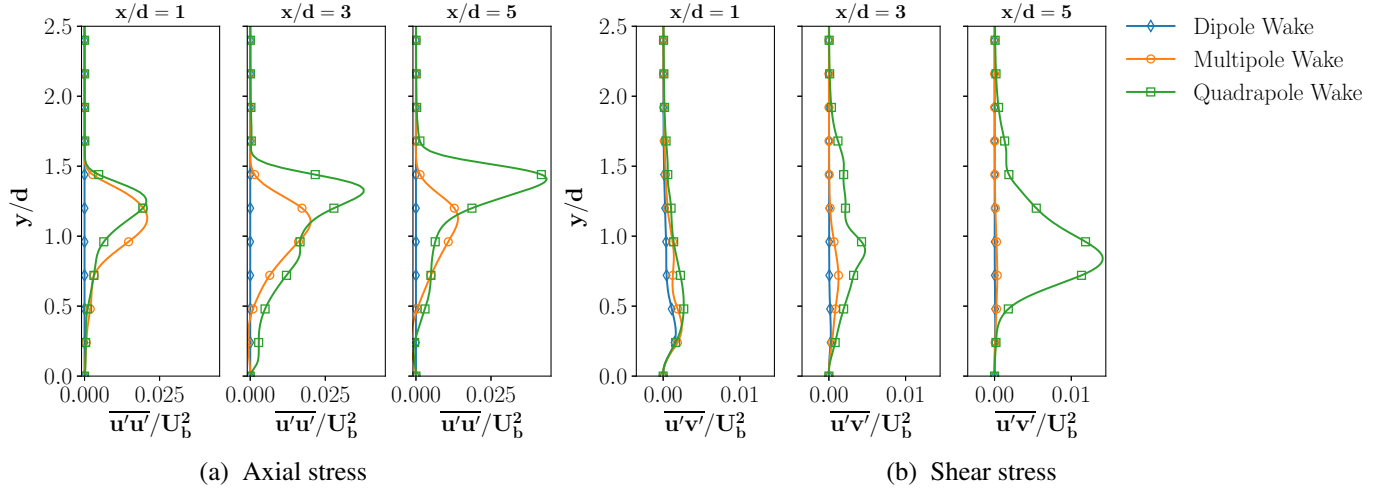 x/d = 1
x/d = 3
x/d = 5
x/d = 1
x/d = 3
x/d = 5
Dipole Wake
Multipole Wake
Quadrapole Wake
2.5
2.0
1.5
1.0
0.5
0.0
y/d
2.5
2.0
1.5
1.0
0.5
0.0
y/d
0.000 0.025
0.000 0.025
0.000 0.025
0.00 0.01
0.00 0.01
0.00 0.01
u'u'/U_b^2
u'u'/U_b^2
u'u'/U_b^2
u'v'/U_b^2
u'v'/U_b^2
u'v'/U_b^2
(a) Axial stress
(b) Shear stress